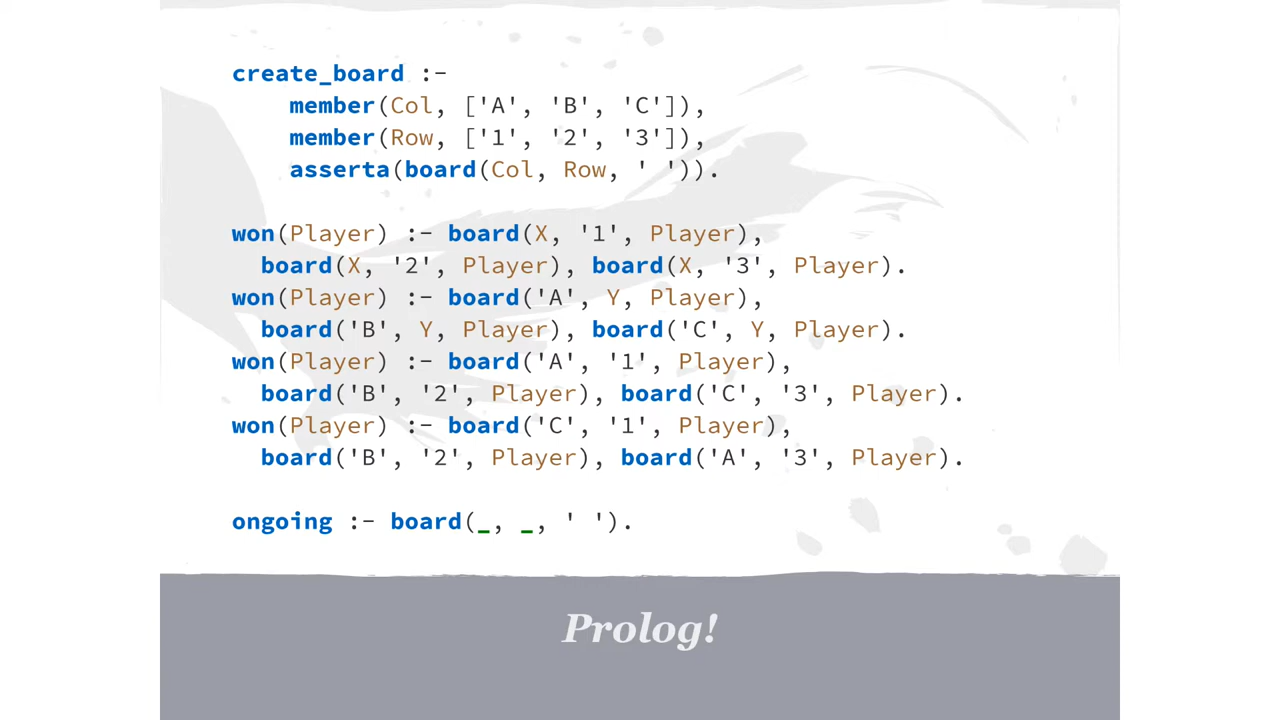 create_board :-
    member(Col, ['A', 'B', 'C']),
    member(Row, ['1', '2', '3']),
    asserta(board(Col, Row, ' ')).
won(Player) :- board(X, '1', Player),
  board(X, '2', Player), board(X, '3', Player).
won(Player) :- board('A', Y, Player),
  board('B', Y, Player), board('C', Y, Player).
won(Player) :- board('A', '1', Player),
  board('B', '2', Player), board('C', '3', Player).
won(Player) :- board('C', '1', Player),
  board('B', '2', Player), board('A', '3', Player).
ongoing :- board(_, _, ' ').
Prolog!